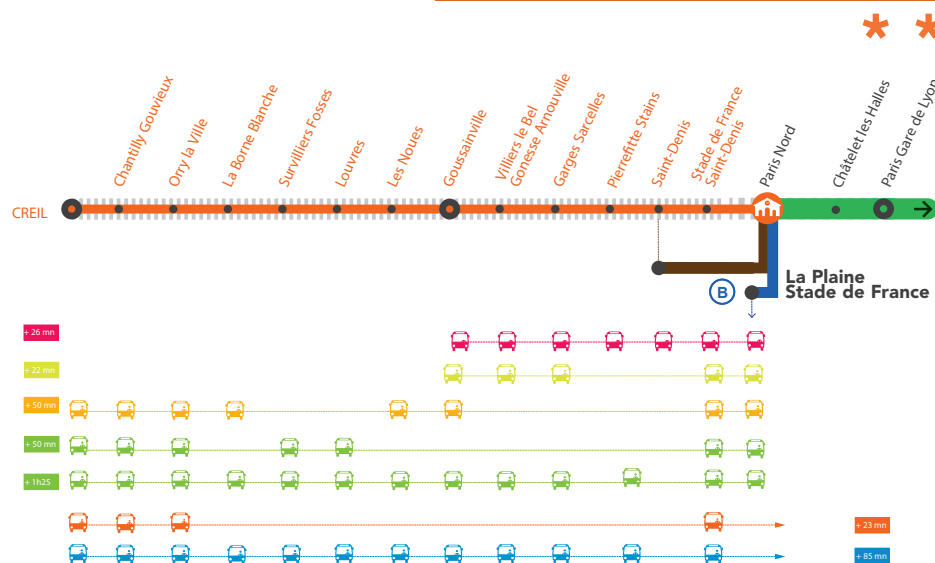 * *
CREIL
Chantilly Gouvieux
Orry la Ville
La Borne Blanche
Survilliers Fosses
Louvres
Les Noues
Goussainville
Villiers le Bel
Gonesse Arnouville
Garges Sarcelles
Pierrefitte Stains
Saint-Denis
Stade de France
Saint-Denis
Paris Nord
Châtelet les Halles
Paris Gare de Lyon
B
La Plaine
Stade de France
+ 26 mn
+ 22 mn
+ 50 mn
+ 50 mn
+ 1h25
+ 23 mn
+ 85 mn